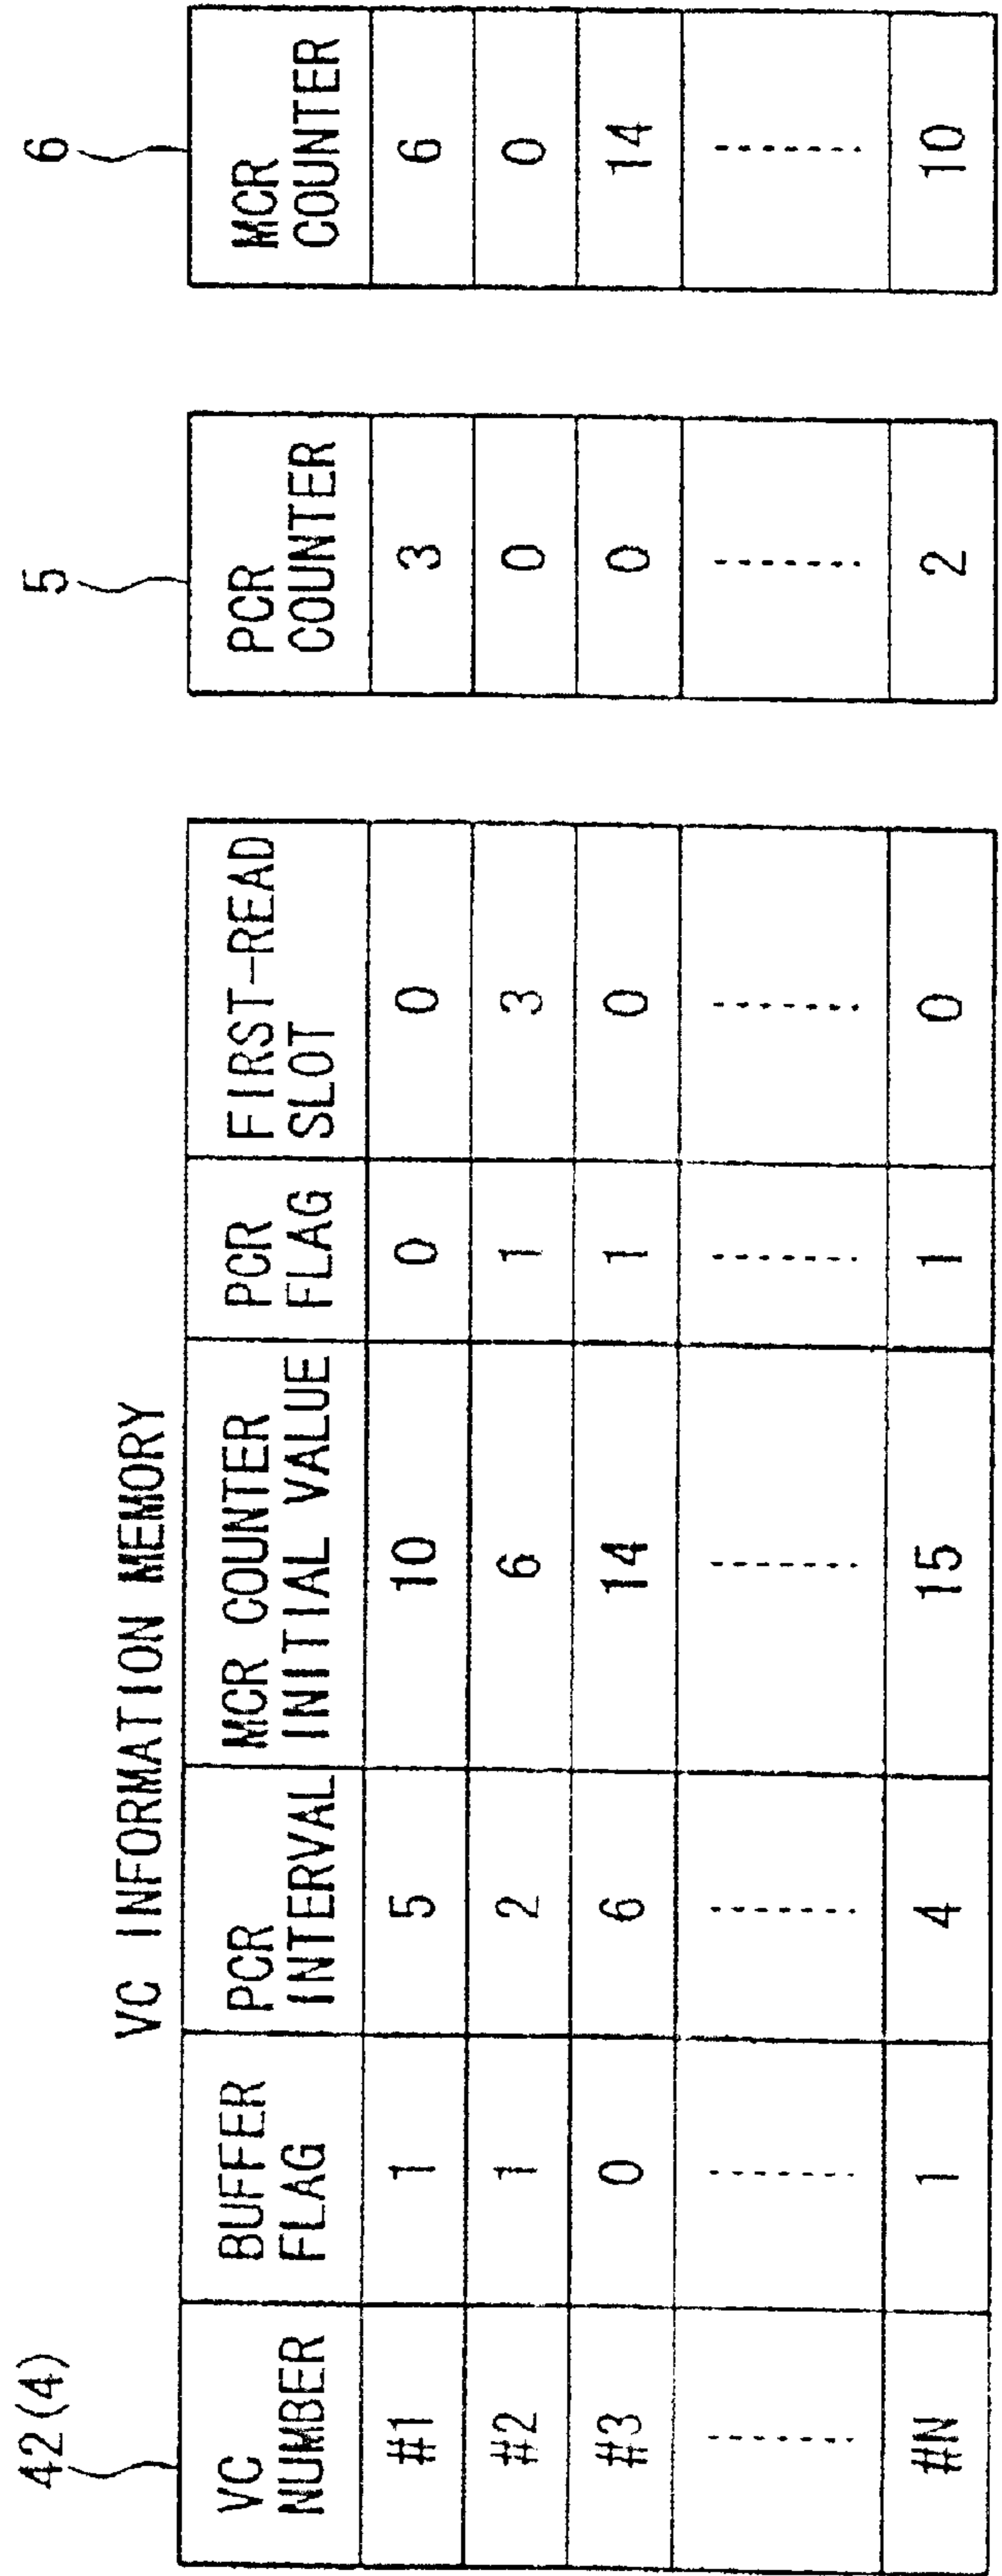 42(4)
VC INFORMATION MEMORY
VC NUMBER | BUFFER FLAG | PCR INTERVAL | MCR COUNTER INITIAL VALUE | PCR FLAG | FIRST-READ SLOT
#1 | 1 | 5 | 10 | 0 | 0
#2 | 1 | 2 | 6 | 1 | 3
#3 | 0 | 6 | 14 | 1 | 0
#N | 1 | 4 | 15 | 1 | 0
5
PCR
COUNTER
3
0
0
2
6
MCR
COUNTER
6
0
14
10